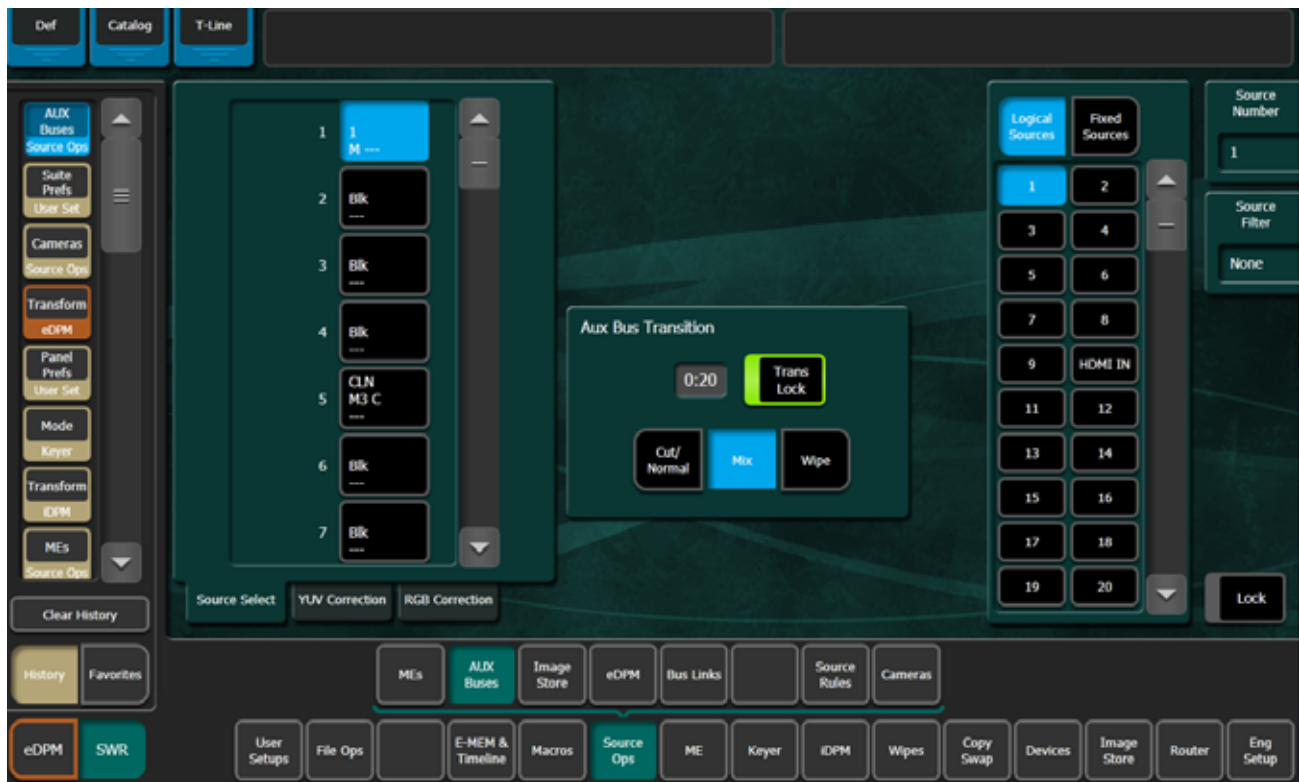 Def
Catalog
T-Line
AUX
Buses
Source Ops
Suite
Prefs
User Set
Cameras
Source Ops
Transform
eDPM
Panel
Prefs
User Set
Mode
Keyer
Transform
iDPM
MEs
Source Ops
Clear History
History
Favorites
eDPM
SWR
1
1
M ---
2
Blk
---
3
Blk
---
4
Blk
---
5
CLN
M3 C
---
6
Blk
---
7
Blk
---
Source Select
YUV Correction
RGB Correction
Aux Bus Transition
0:20
Trans
Lock
Cut/
Normal
Mix
Wipe
Logical
Sources
Fixed
Sources
1
2
3
4
5
6
7
8
9
HDMI IN
11
12
13
14
15
16
17
18
19
20
Source
Number
1
Source
Filter
None
Lock
MEs
AUX
Buses
Image
Store
eDPM
Bus Links
Source
Rules
Cameras
User
Setups
File Ops
E-MEM &
Timeline
Macros
Source
Ops
ME
Keyer
iDPM
Wipes
Copy
Swap
Devices
Image
Store
Router
Eng
Setup